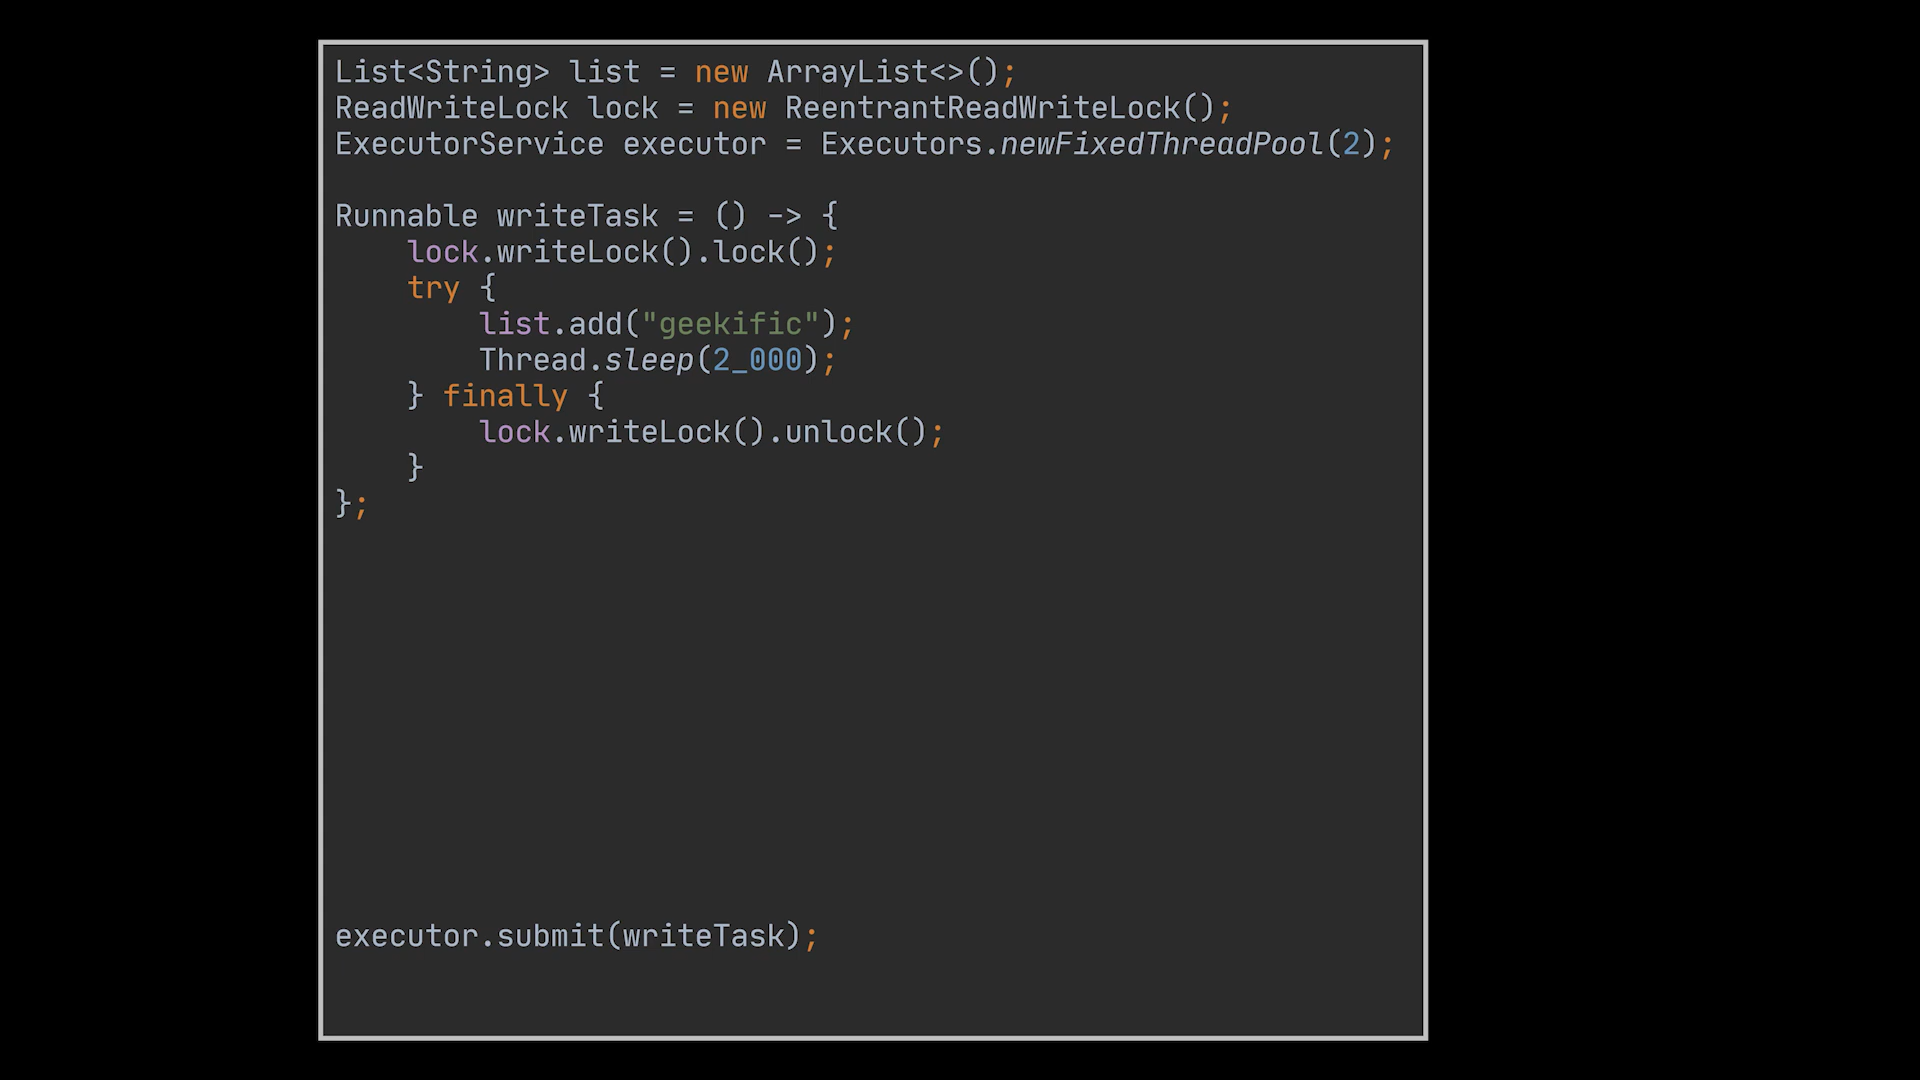 List<String> list = new ArrayList<>();
ReadWriteLock lock = new ReentrantReadWriteLock();
ExecutorService executor = Executors.newFixedThreadPool(2);
Runnable writeTask = () -> {
lock.writeLock().lock();
try {
list.add("geekific");
Thread.sleep(2_000);
} finally {
lock.writeLock().unlock();
}
};
executor.submit(writeTask);